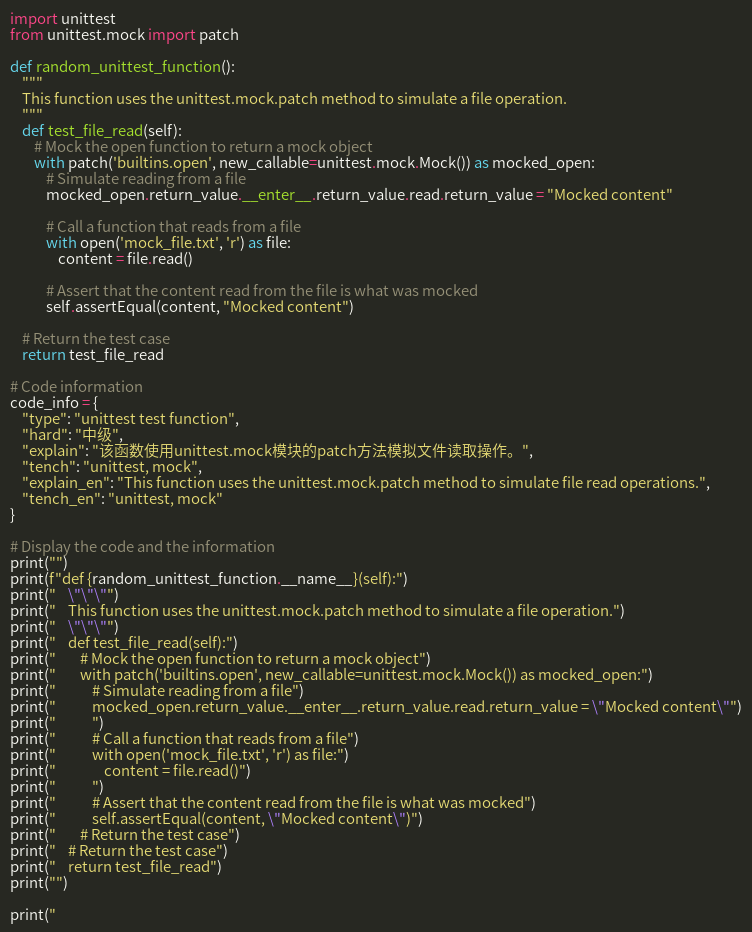 import unittest
from unittest.mock import patch

def random_unittest_function():
    """
    This function uses the unittest.mock.patch method to simulate a file operation.
    """
    def test_file_read(self):
        # Mock the open function to return a mock object
        with patch('builtins.open', new_callable=unittest.mock.Mock()) as mocked_open:
            # Simulate reading from a file
            mocked_open.return_value.__enter__.return_value.read.return_value = "Mocked content"

            # Call a function that reads from a file
            with open('mock_file.txt', 'r') as file:
                content = file.read()

            # Assert that the content read from the file is what was mocked
            self.assertEqual(content, "Mocked content")

    # Return the test case
    return test_file_read

# Code information
code_info = {
    "type": "unittest test function",
    "hard": "中级",
    "explain": "该函数使用unittest.mock模块的patch方法模拟文件读取操作。",
    "tench": "unittest, mock",
    "explain_en": "This function uses the unittest.mock.patch method to simulate file read operations.",
    "tench_en": "unittest, mock"
}

# Display the code and the information
print("")
print(f"def {random_unittest_function.__name__}(self):")
print("    \"\"\"")
print("    This function uses the unittest.mock.patch method to simulate a file operation.")
print("    \"\"\"")
print("    def test_file_read(self):")
print("        # Mock the open function to return a mock object")
print("        with patch('builtins.open', new_callable=unittest.mock.Mock()) as mocked_open:")
print("            # Simulate reading from a file")
print("            mocked_open.return_value.__enter__.return_value.read.return_value = \"Mocked content\"")
print("            ")
print("            # Call a function that reads from a file")
print("            with open('mock_file.txt', 'r') as file:")
print("                content = file.read()")
print("            ")
print("            # Assert that the content read from the file is what was mocked")
print("            self.assertEqual(content, \"Mocked content\")")
print("        # Return the test case")
print("    # Return the test case")
print("    return test_file_read")
print("")

print("